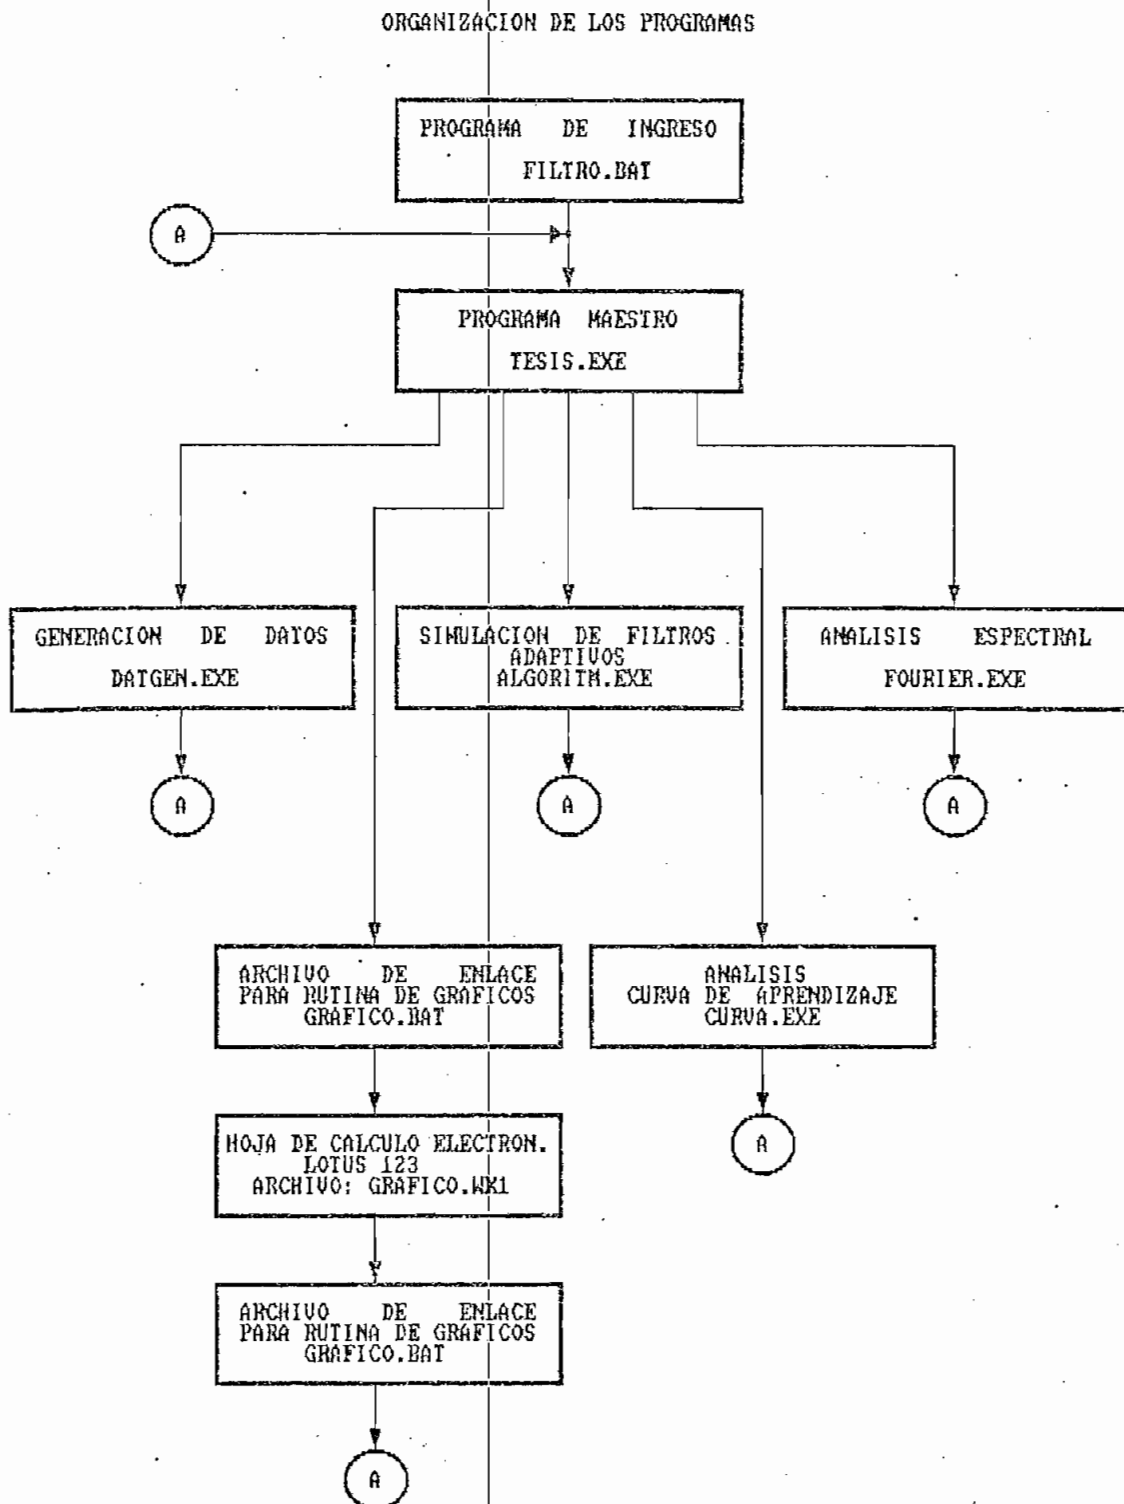 ORGANIZACION DE LOS PROGRAMAS
PROGRAMA DE INGRESO
FILTRO.BAT
A
PROGRAMA MAESTRO
TESIS.EXE
GENERACION DE DATOS
DATGEN.EXE
SIMULACION DE FILTROS
ADAPTIVOS
ALGORITM.EXE
ANALISIS ESPECTRAL
FOURIER.EXE
A
A
A
ARCHIVO DE ENLACE
PARA RUTINA DE GRAFICOS
GRAFICO.BAT
ANALISIS
CURVA DE APRENDIZAJE
CURVA.EXE
HOJA DE CALCULO ELECTRON.
LOTUS 123
ARCHIVO: GRAFICO.WK1
A
ARCHIVO DE ENLACE
PARA RUTINA DE GRAFICOS
GRAFICO.BAT
A